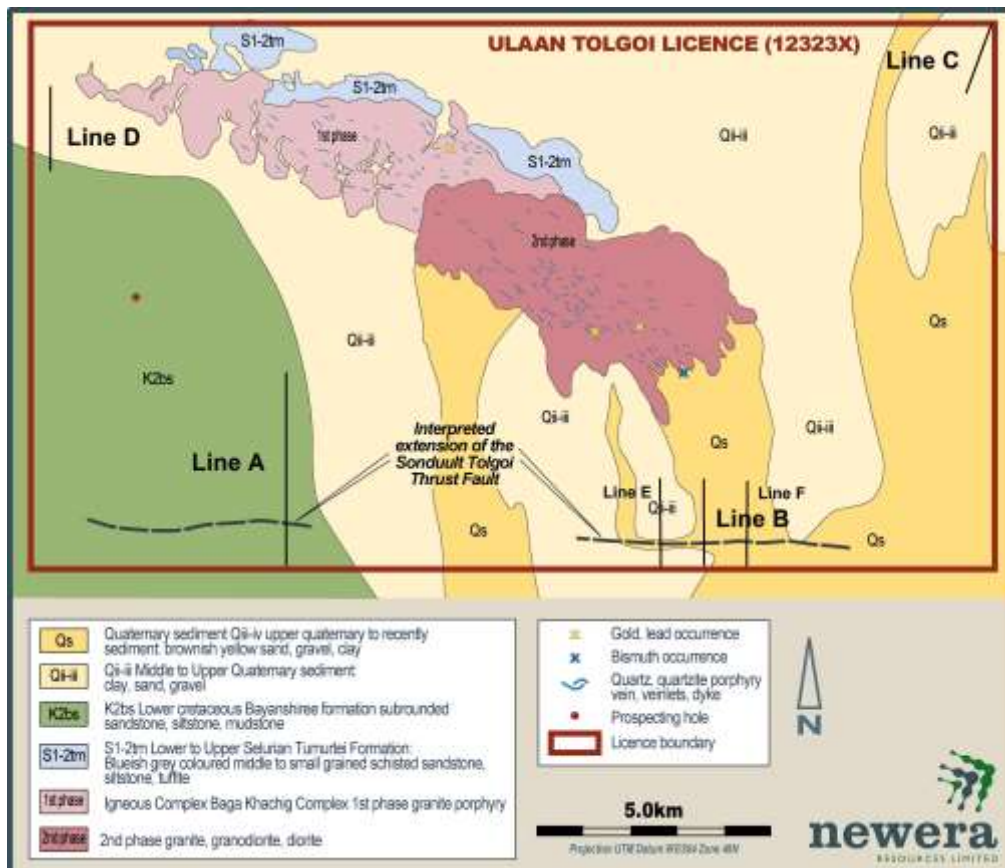 S1-2tm
ULAAN TOLGOI LICENCE (12323X)
Line C
S1-2tm
Line D
1st phase
Qii-iii
Qii-iii
S1-2tm
2nd phase
Qs
Qii-iii
K2bs
Qii-iii
Qii-iii
Interpreted
extension of the
Sonduult Tolgoi
Thrust Fault
Qs
Line A
Line E
Line F
Qii-iii
Line B
Qs
Qs
Qs
Quaternary sediment Qiii-iv upper quaternary to recently
sediment: brownish yellow sand, gravel, clay
Qii-iii
Qii-iii Middle to Upper Quaternary sediment:
clay, sand, gravel
K2bs
K2bs Lower cretaceous Bayanshiree formation subrounded
sandstone, siltstone, mudstone
S1-2tm
S1-2tm Lower to Upper Selurian Tumurtei Formation:
Blueish grey coloured middle to small grained schisted sandstone,
siltstone, tuffite
1st phase
Igneous Complex Baga Khachig Complex 1st phase granite porphyry
2nd phase
2nd phase granite, granodiorite, diorite
Gold, lead occurrence
Bismuth occurrence
Quartz, quartzite porphyry
vein, veinlets, dyke
Prospecting hole
Licence boundary
5.0km
Projection UTM Datum WGS84 Zone 48N
N
newera
RESOURCES LIMITED